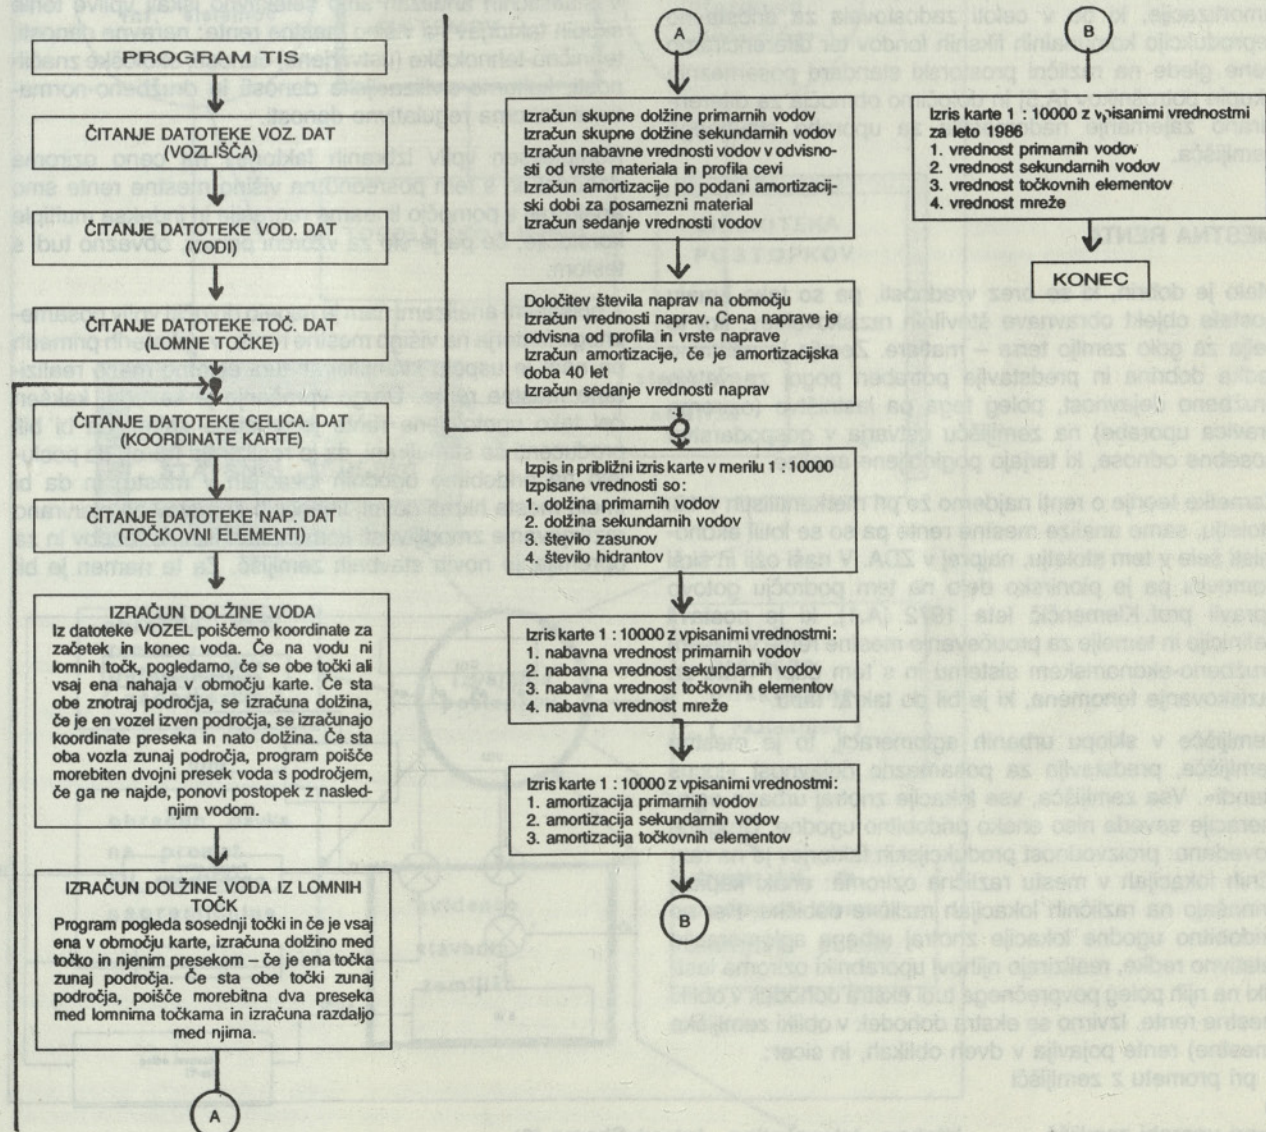 PROGRAM TIS
ČITANJE DATOTEKE VOZ. DAT
(VOZLIŠČA)
ČITANJE DATOTEKE VOD. DAT
(VODI)
ČITANJE DATOTEKE TOČ. DAT
(LOMNE TOČKE)
ČITANJE DATOTEKE CELICA. DAT
(KOORDINATE KARTE)
ČITANJE DATOTEKE NAP. DAT
(TOČKOVNI ELEMENTI)
IZRAČUN DOLŽINE VODA
Iz datoteke VOZEL poiščemo koordinate za
začetek in konec voda. Če na vodu ni
lomnih točk, pogledamo, če se obe točki ali
vsaj ena nahaja v območju karte. Če sta
obe znotraj področja, se izračuna dolžina,
če je en vozel izven področja, se izračunajo
koordinate preseka in nato dolžina. Če sta
oba vozla zunaj področja, program poišče
morebiten dvojni presek voda s področjem,
če ga ne najde, ponovi postopek z nasled-
njim vodom.
IZRAČUN DOLŽINE VODA IZ LOMNIH
TOČK
Program pogleda sosednji točki in če je vsaj
ena v območju karte, izračuna dolžino med
točko in njenim presekom – če je ena točka
zunaj področja. Če sta obe točki zunaj
področja, poišče morebitna dva preseka
med lomnima točkama in izračuna razdaljo
med njima.
A
A
Izračun skupne dolžine primarnih vodov
Izračun skupne dolžine sekundarnih vodov
Izračun nabavne vrednosti vodov v odvisno-
sti od vrste materiala in profila cevi
Izračun amortizacije po podani amortizacij-
ski dobi za posamezni material
Izračun sedanje vrednosti vodov
Določitev števila naprav na območju
Izračun vrednosti naprav. Cena naprave je
odvisna od profila in vrste naprave
Izračun amortizacije, če je amortizacijska
doba 40 let
Izračun sedanje vrednosti naprav
Izpis in približni izris karte v merilu 1 : 10000
Izpisane vrednosti so:
1. dolžina primarnih vodov
2. dolžina sekundarnih vodov
3. število zasunov
4. število hidrantov
Izris karte 1 : 10000 z vpisanimi vrednostmi:
1. nabavna vrednost primarnih vodov
2. nabavna vrednost sekundarnih vodov
3. nabavna vrednost točkovnih elementov
4. nabavna vrednost mreže
Izris karte 1 : 10000 z vpisanimi vrednostmi:
1. amortizacija primarnih vodov
2. amortizacija sekundarnih vodov
3. amortizacija točkovnih elementov
B
B
Izris karte 1 : 10000 z vpisanimi vrednostmi
za leto 1986
1. vrednost primarnih vodov
2. vrednost sekundarnih vodov
3. vrednost točkovnih elementov
4. vrednost mreže
KONEC